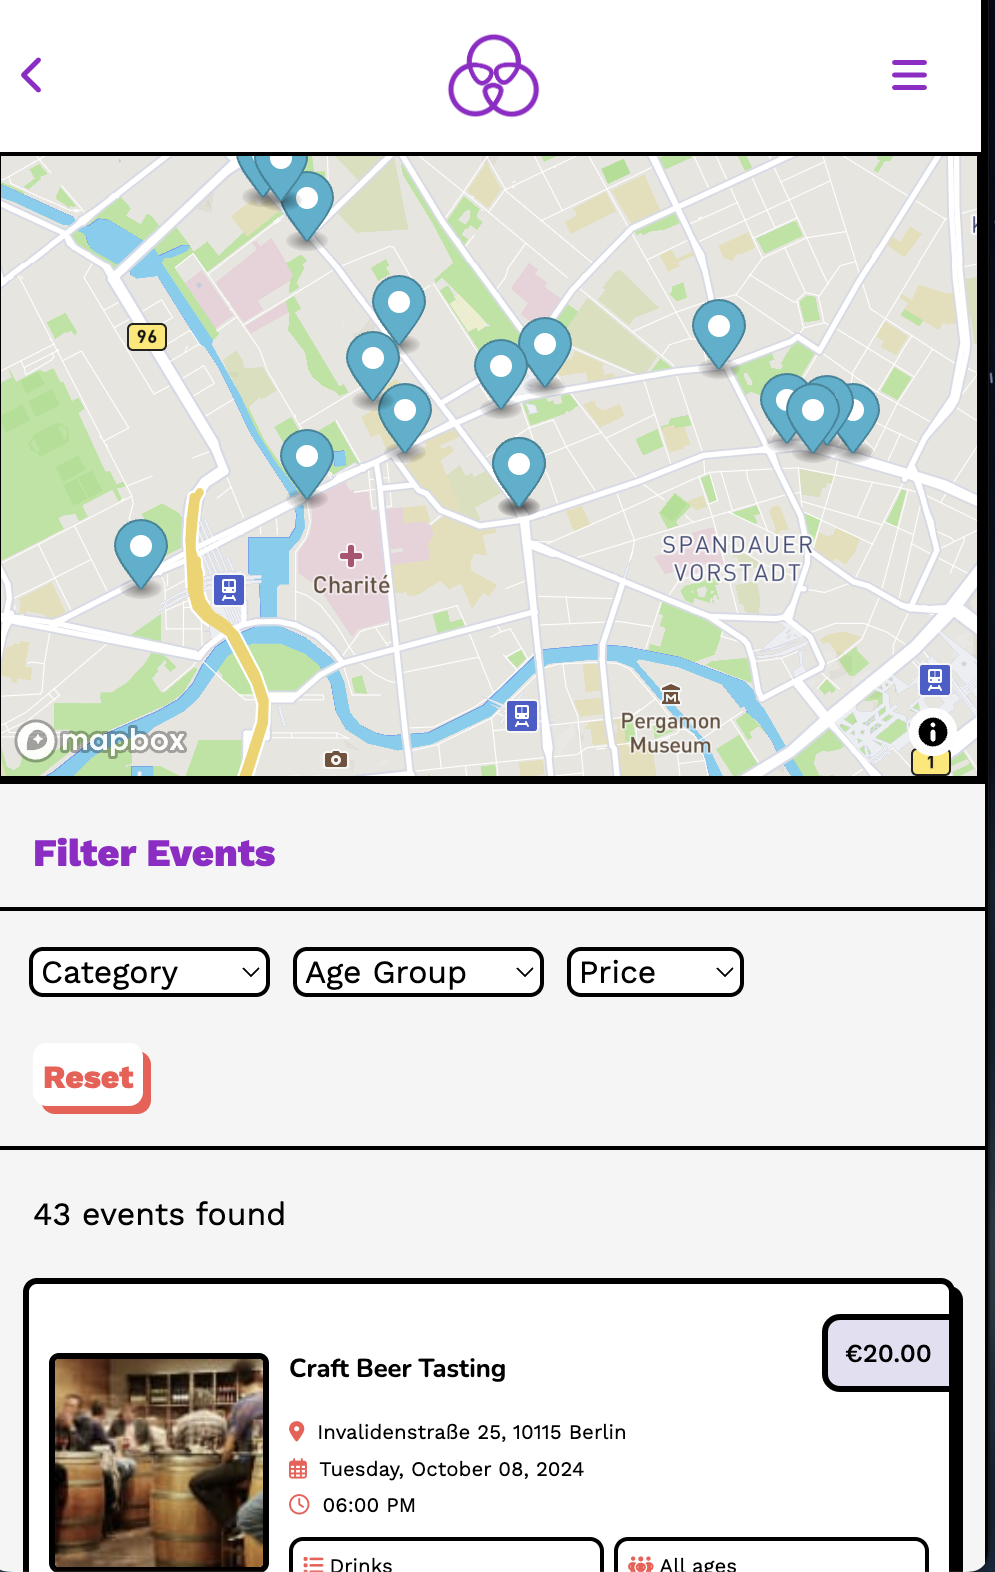 96
SPANDAUER
VORSTADT
Charité
Pergamon
Museum
mapbox
1
Filter Events
Category
Age Group
Price
Reset
43 events found
€20.00
Craft Beer Tasting
Invalidenstraße 25, 10115 Berlin
Tuesday, October 08, 2024
06:00 PM
Drinks
All ages